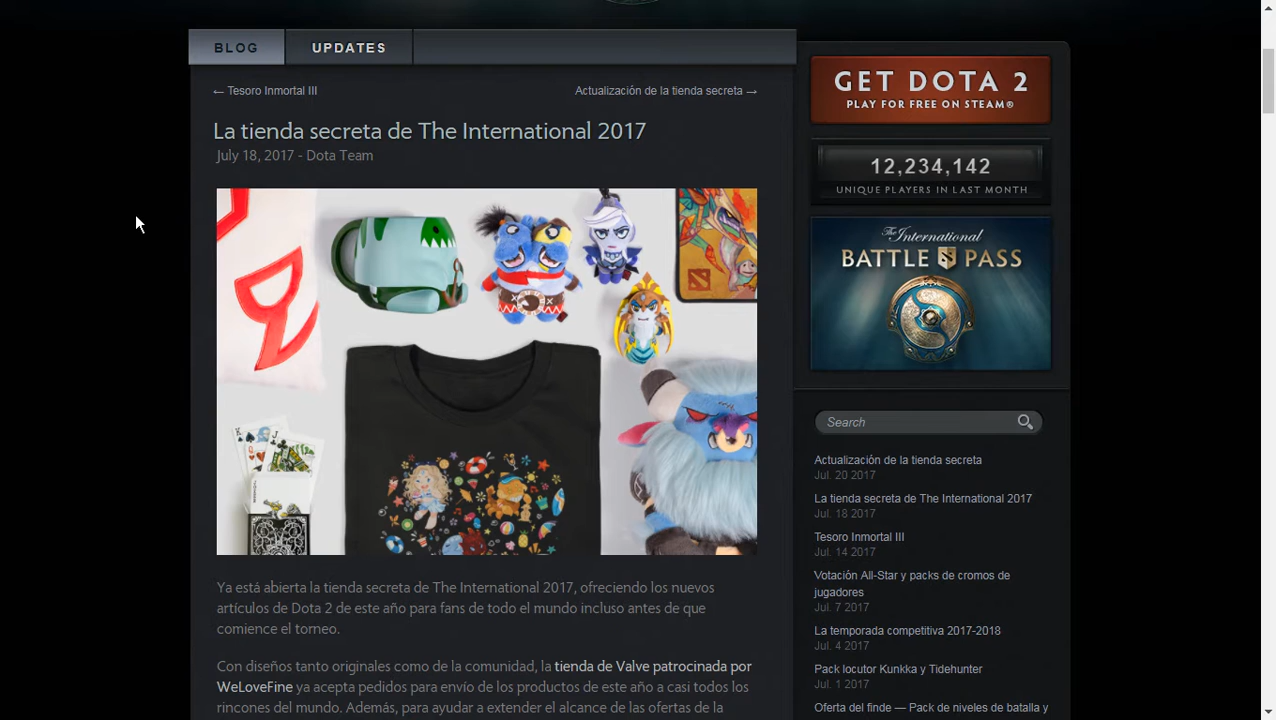 BLOG
UPDATES
← Tesoro Inmortal III
Actualización de la tienda secreta →
La tienda secreta de The International 2017
July 18, 2017 - Dota Team
Ya está abierta la tienda secreta de The International 2017, ofreciendo los nuevos
artículos de Dota 2 de este año para fans de todo el mundo incluso antes de que
comience el torneo.
Con diseños tanto originales como de la comunidad, la tienda de Valve patrocinada por
WeLoveFine ya acepta pedidos para envío de los productos de este año a casi todos los
rincones del mundo. Además, para ayudar a extender el alcance de las ofertas de la
GET DOTA 2
PLAY FOR FREE ON STEAM®
12,234,142
UNIQUE PLAYERS IN LAST MONTH
The International
BATTLE PASS
Search
Actualización de la tienda secreta
Jul. 20 2017
La tienda secreta de The International 2017
Jul. 18 2017
Tesoro Inmortal III
Jul. 14 2017
Votación All-Star y packs de cromos de
jugadores
Jul. 7 2017
La temporada competitiva 2017-2018
Jul. 4 2017
Pack locutor Kunkka y Tidehunter
Jul. 1 2017
Oferta del finde — Pack de niveles de batalla y